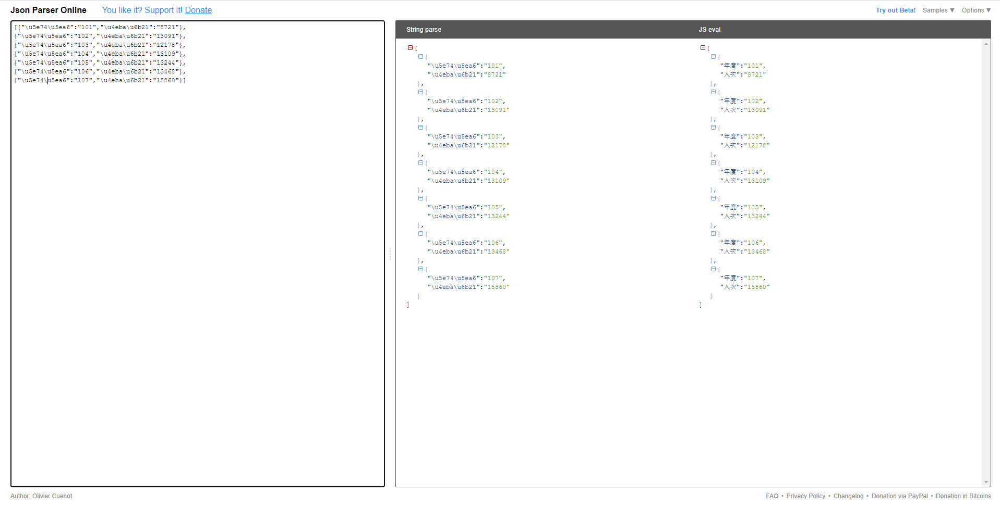 Json Parser Online You like it? Support it! Donate Try out Beta! Samples ▼ Options ▼
[{"\u5e74\u5ea6":"101","\u4eba\u6b21":"8721"},
{"\u5e74\u5ea6":"102","\u4eba\u6b21":"13091"},
{"\u5e74\u5ea6":"103","\u4eba\u6b21":"12178"},
{"\u5e74\u5ea6":"104","\u4eba\u6b21":"13109"},
{"\u5e74\u5ea6":"105","\u4eba\u6b21":"13244"},
{"\u5e74\u5ea6":"106","\u4eba\u6b21":"13468"},
{"\u5e74\u5ea6":"107","\u4eba\u6b21":"15860"}]
String parse
[
{
"\u5e74\u5ea6":"101",
"\u4eba\u6b21":"8721"
},
{
"\u5e74\u5ea6":"102",
"\u4eba\u6b21":"13091"
},
{
"\u5e74\u5ea6":"103",
"\u4eba\u6b21":"12178"
},
{
"\u5e74\u5ea6":"104",
"\u4eba\u6b21":"13109"
},
{
"\u5e74\u5ea6":"105",
"\u4eba\u6b21":"13244"
},
{
"\u5e74\u5ea6":"106",
"\u4eba\u6b21":"13468"
},
{
"\u5e74\u5ea6":"107",
"\u4eba\u6b21":"15860"
}
]
JS eval
[
{
"年度":"101",
"人次":"8721"
},
{
"年度":"102",
"人次":"13091"
},
{
"年度":"103",
"人次":"12178"
},
{
"年度":"104",
"人次":"13109"
},
{
"年度":"105",
"人次":"13244"
},
{
"年度":"106",
"人次":"13468"
},
{
"年度":"107",
"人次":"15860"
}
]
Author: Olivier Cuenot FAQ • Privacy Policy • Changelog • Donation via PayPal • Donation in Bitcoins